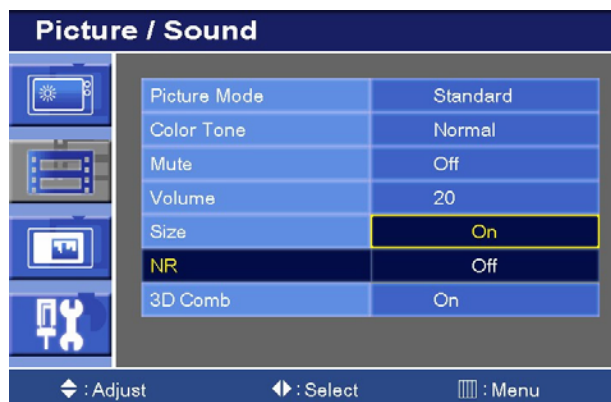 Picture / Sound
Picture Mode Standard
Color Tone Normal
Mute Off
Volume 20
Size On
NR Off
3D Comb On
: Adjust : Select : Menu